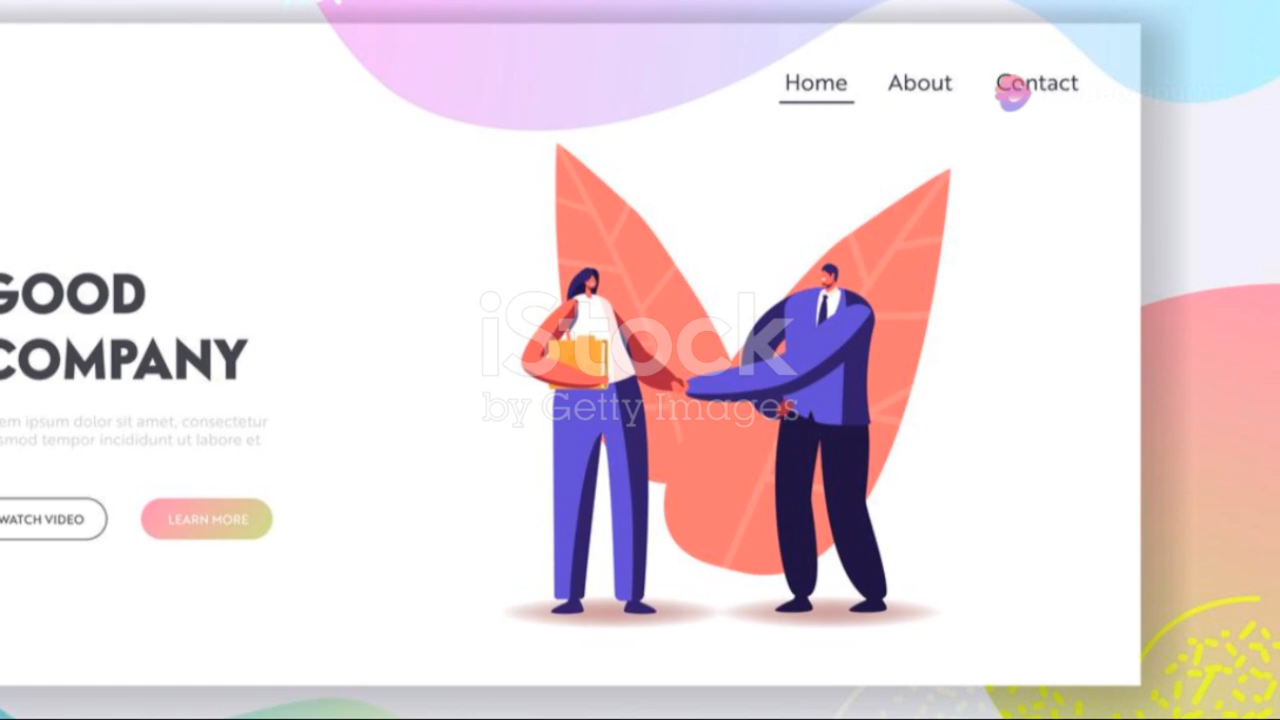 Home About Contact
GOOD
COMPANY
em ipsum dolor sit amet, consectetur
smod tempor incididunt ut labore et
WATCH VIDEO LEARN MORE
iStock
by Getty Images